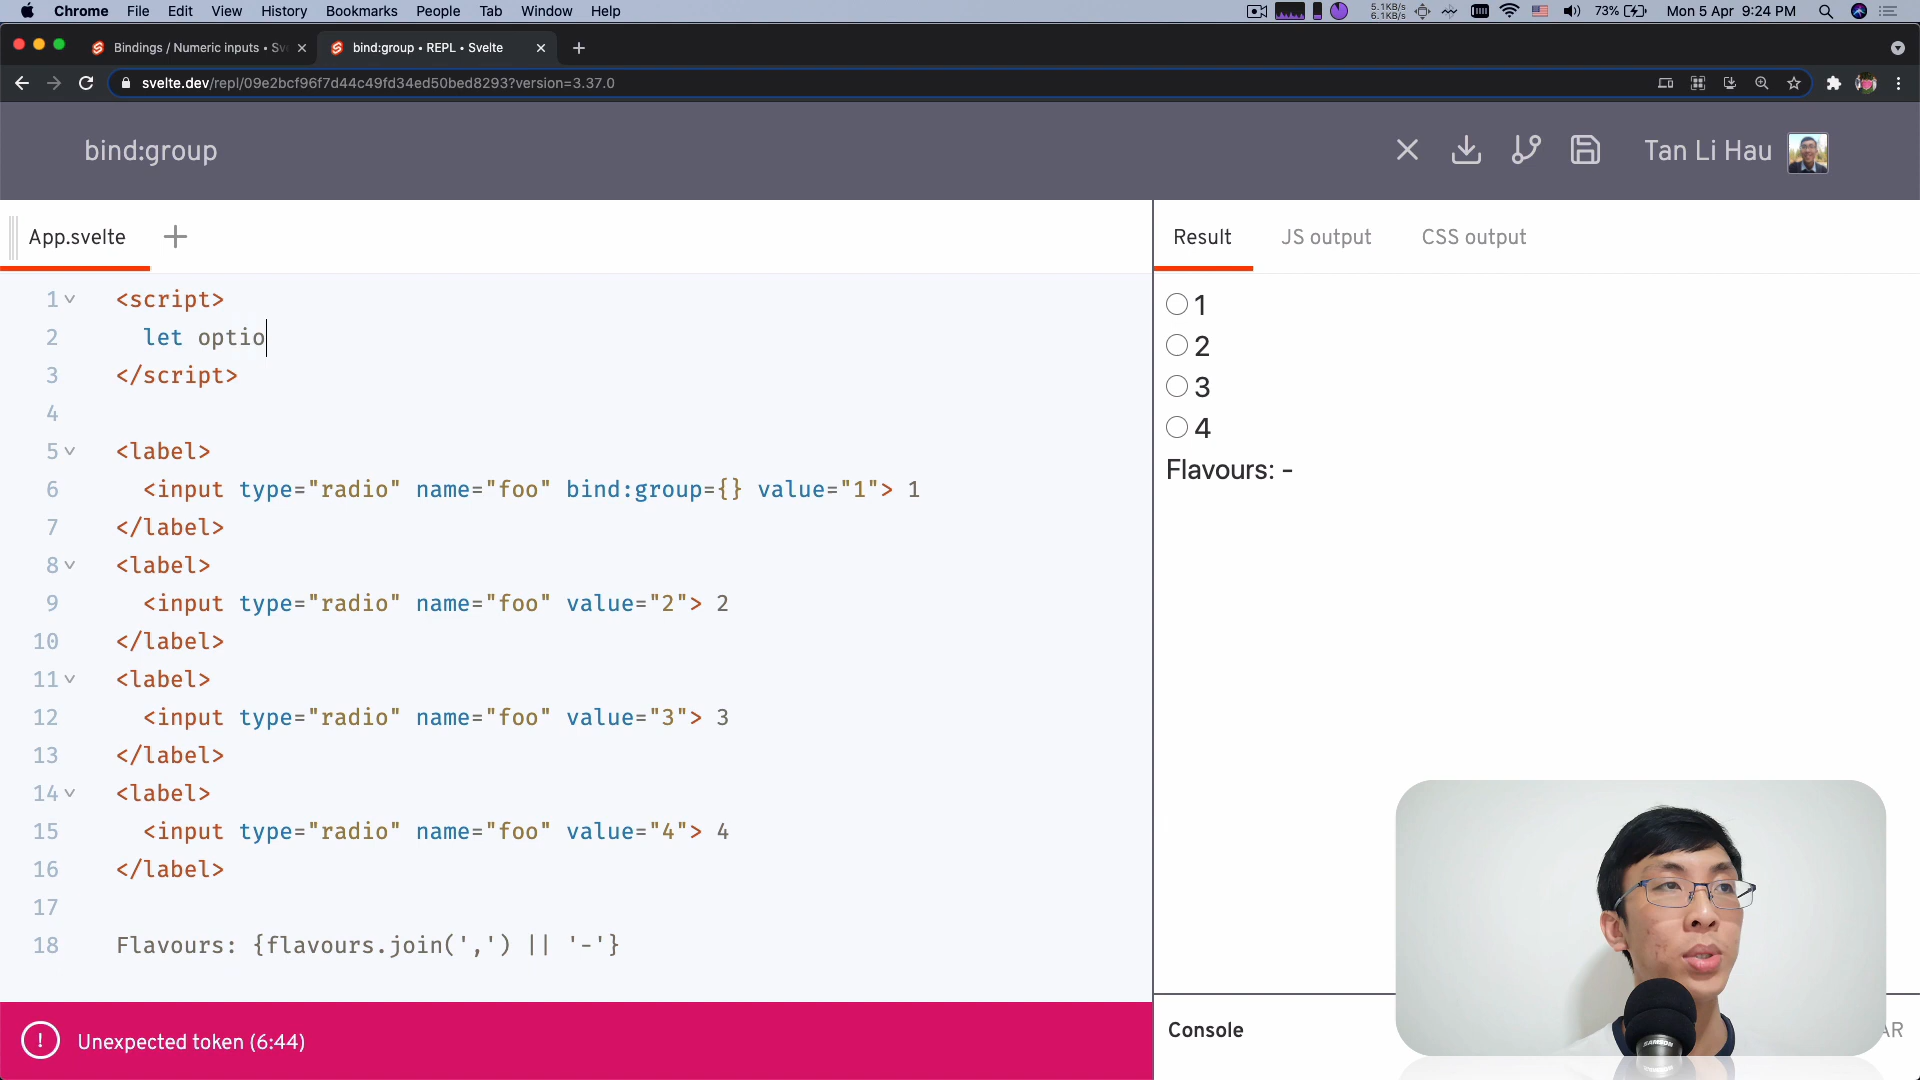 Chrome File Edit View History Bookmarks People Tab Window Help
5.1KB/s
6.1KB/s
73% Mon 5 Apr 9:24 PM
Bindings / Numeric inputs • Sv
bind:group • REPL • Svelte
svelte.dev/repl/09e2bcf96f7d44c49fd34ed50bed8293?version=3.37.0
bind:group
Tan Li Hau
App.svelte
Result JS output CSS output
1 <script>
2 let optio
3 </script>
4
5 <label>
6 <input type="radio" name="foo" bind:group={} value="1"> 1
7 </label>
8 <label>
9 <input type="radio" name="foo" value="2"> 2
10 </label>
11 <label>
12 <input type="radio" name="foo" value="3"> 3
13 </label>
14 <label>
15 <input type="radio" name="foo" value="4"> 4
16 </label>
17
18 Flavours: {flavours.join(',') || '-'}
1
2
3
4
Flavours: -
! Unexpected token (6:44)
Console
AR
SAMSON